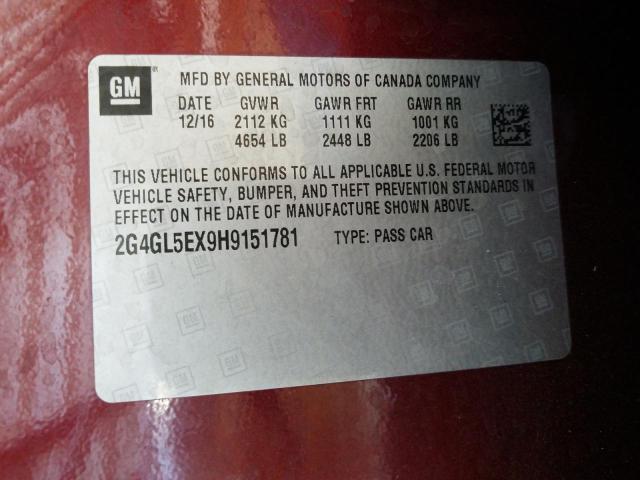 GM
MFD BY GENERAL MOTORS OF CANADA COMPANY
DATE GVWR GAWR FRT GAWR RR
12/16 2112 KG 1111 KG 1001 KG
4654 LB 2448 LB 2206 LB
THIS VEHICLE CONFORMS TO ALL APPLICABLE U.S. FEDERAL MOTOR
VEHICLE SAFETY, BUMPER, AND THEFT PREVENTION STANDARDS IN
EFFECT ON THE DATE OF MANUFACTURE SHOWN ABOVE.
2G4GL5EX9H9151781 TYPE: PASS CAR